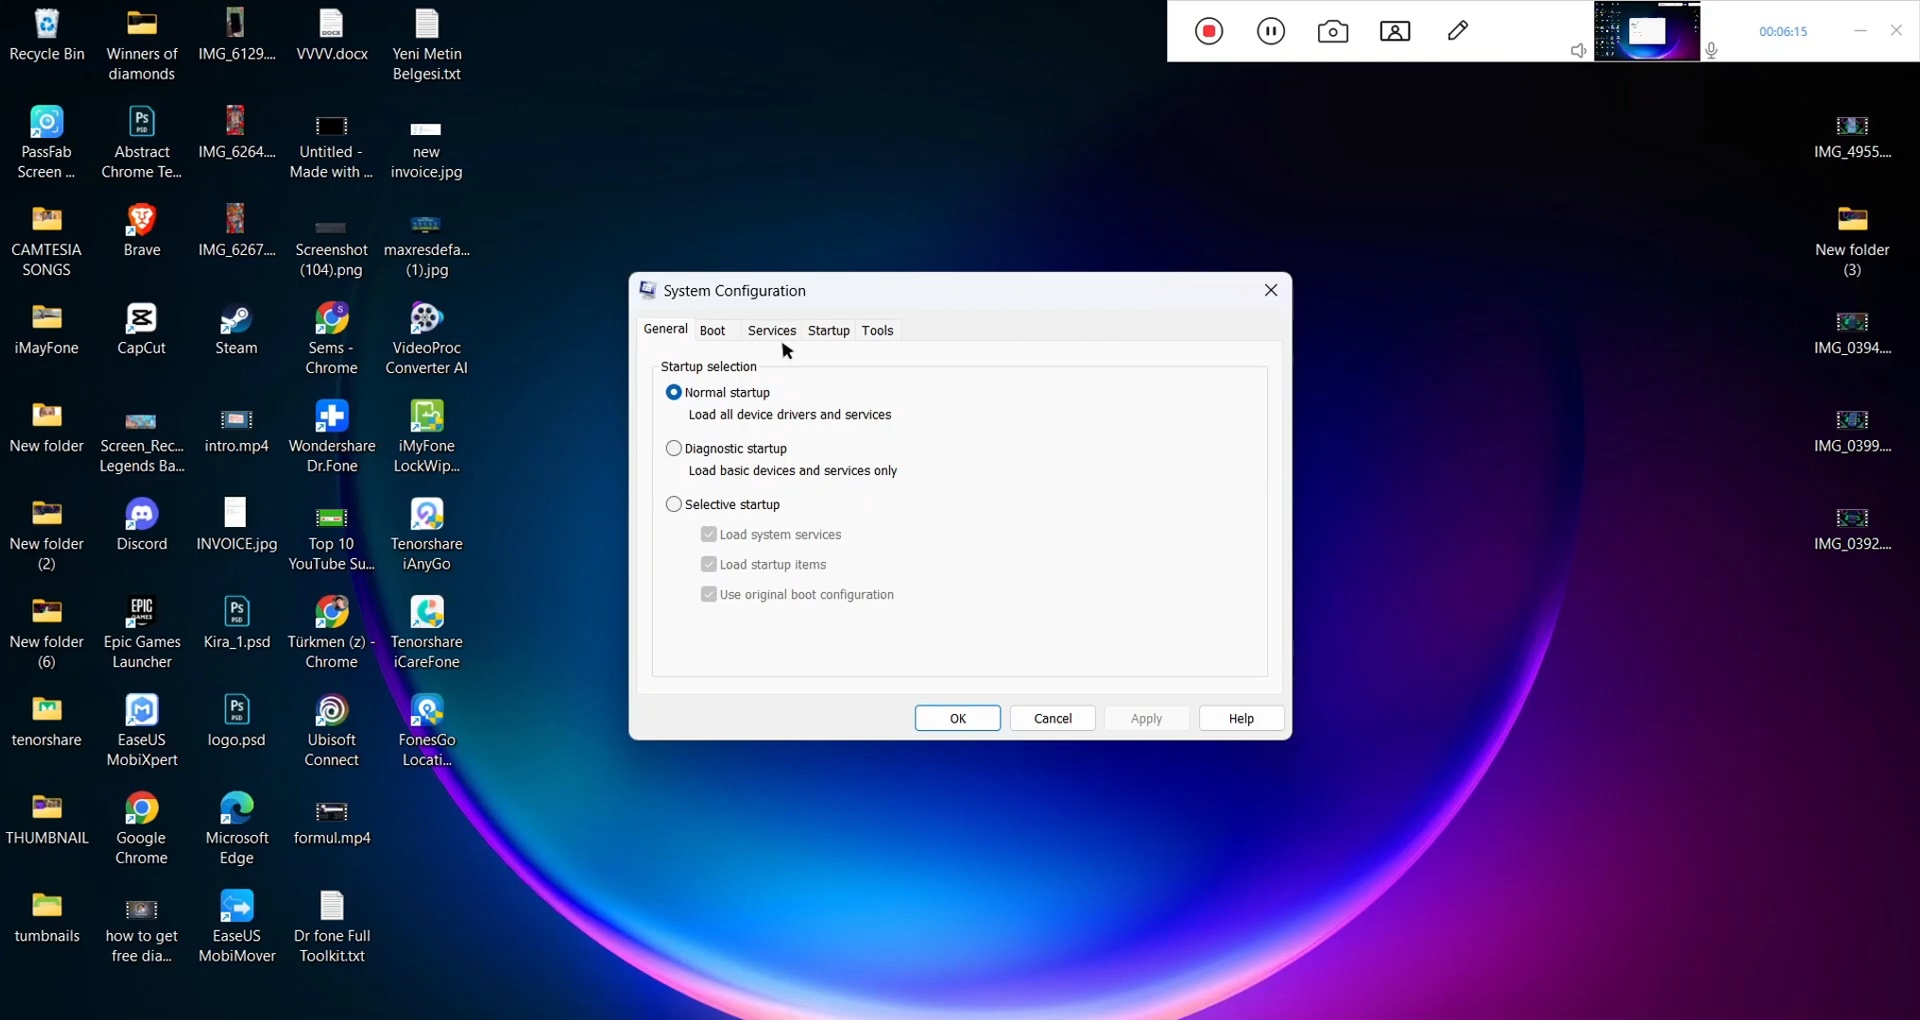 Recycle Bin
Winners of
diamonds
IMG_6129....
VVVV.docx
Yeni Metin
Belgesi.txt
00:06:15
PassFab
Screen ...
Abstract
Chrome Te...
IMG_6264....
Untitled -
Made with ...
new
invoice.jpg
IMG_4955....
CAMTESIA
SONGS
Brave
IMG_6267....
Screenshot
(104).png
maxresdefa...
(1).jpg
New folder
(3)
iMayFone
CapCut
Steam
Sems -
Chrome
VideoProc
Converter AI
IMG_0394....
New folder
Screen_Rec...
Legends Ba...
intro.mp4
Wondershare
Dr.Fone
iMyFone
LockWip...
IMG_0399....
New folder
(2)
Discord
INVOICE.jpg
Top 10
YouTube Su...
Tenorshare
iAnyGo
IMG_0392....
New folder
(6)
Epic Games
Launcher
Kira_1.psd
Türkmen (z) -
Chrome
Tenorshare
iCareFone
tenorshare
EaseUS
MobiXpert
logo.psd
Ubisoft
Connect
FonesGo
Locati...
THUMBNAIL
Google
Chrome
Microsoft
Edge
formul.mp4
tumbnails
how to get
free dia...
EaseUS
MobiMover
Dr fone Full
Toolkit.txt
System Configuration
General Boot Services Startup Tools
Startup selection
Normal startup
Load all device drivers and services
Diagnostic startup
Load basic devices and services only
Selective startup
Load system services
Load startup items
Use original boot configuration
OK Cancel Apply Help